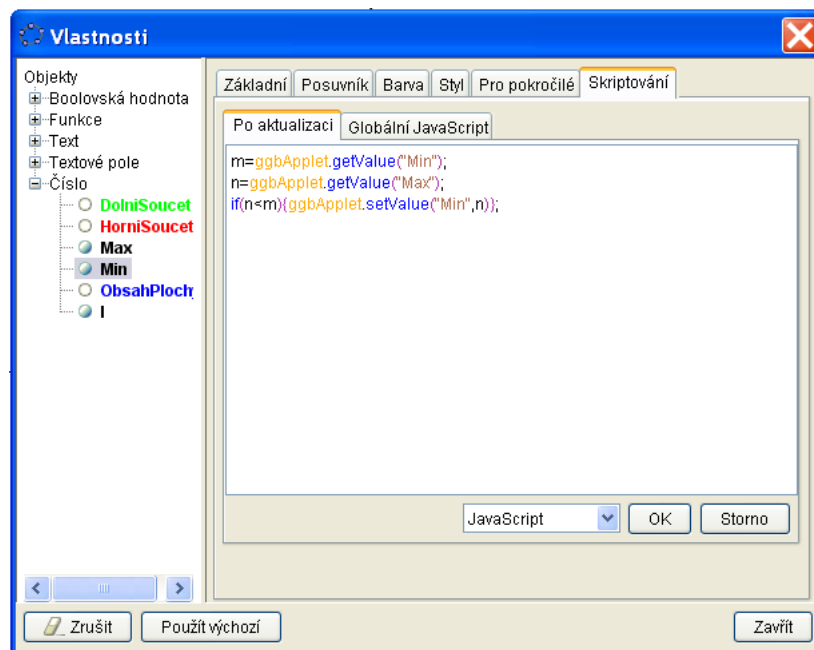 Vlastnosti
Objekty
Boolovská hodnota
Funkce
Text
Textové pole
Číslo
DolniSoucet
HorniSoucet
Max
Min
ObsahPlochy
l
Základní Posuvník Barva Styl Pro pokročilé Skriptování
Po aktualizaci Globální JavaScript
m=ggbApplet.getValue("Min");
n=ggbApplet.getValue("Max");
if(n<m){ggbApplet.setValue("Min",n)};
JavaScript OK Storno
Zrušit Použít výchozí Zavřít